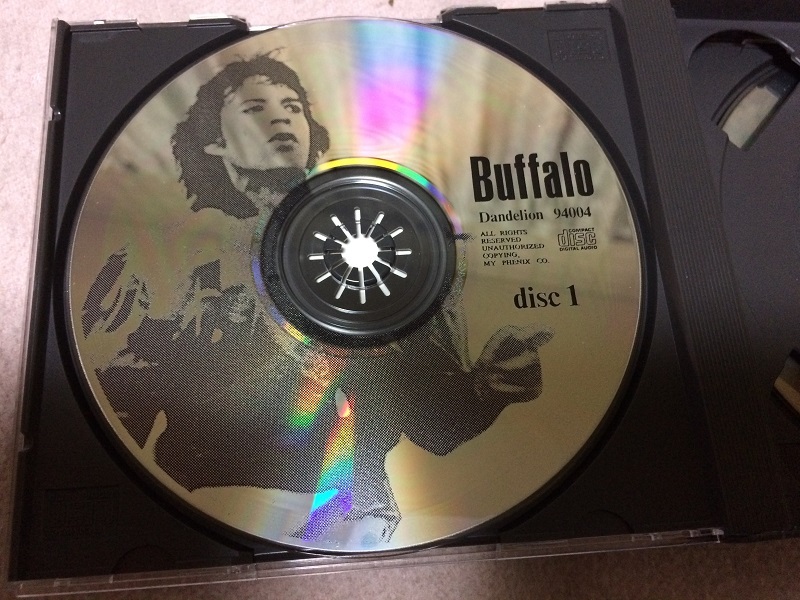 Buffalo
Dandelion 94004
ALL RIGHTS
RESERVED
UNAUTHORIZED
COPYING,
MY PHENIX CO.
COMPACT
disc
DIGITAL AUDIO
disc 1